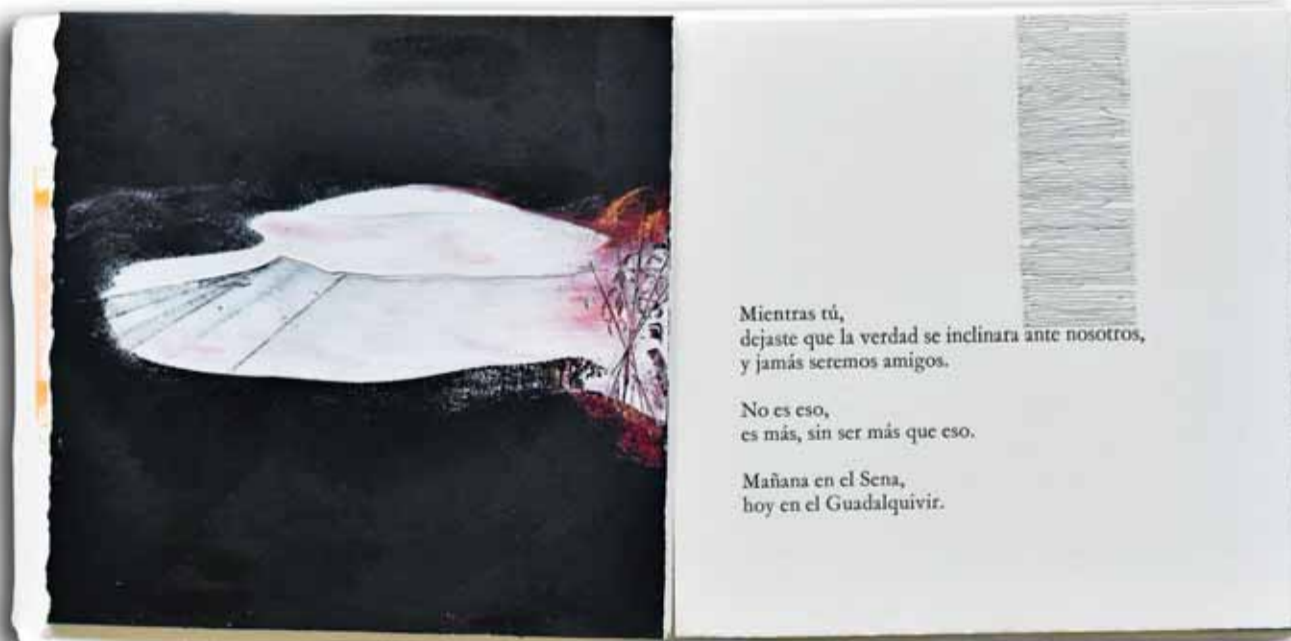 Mientras tú,
dejaste que la verdad se inclinara ante nosotros,
y jamás seremos amigos.
No es eso,
es más, sin ser más que eso.
Mañana en el Sena,
hoy en el Guadalquivir.